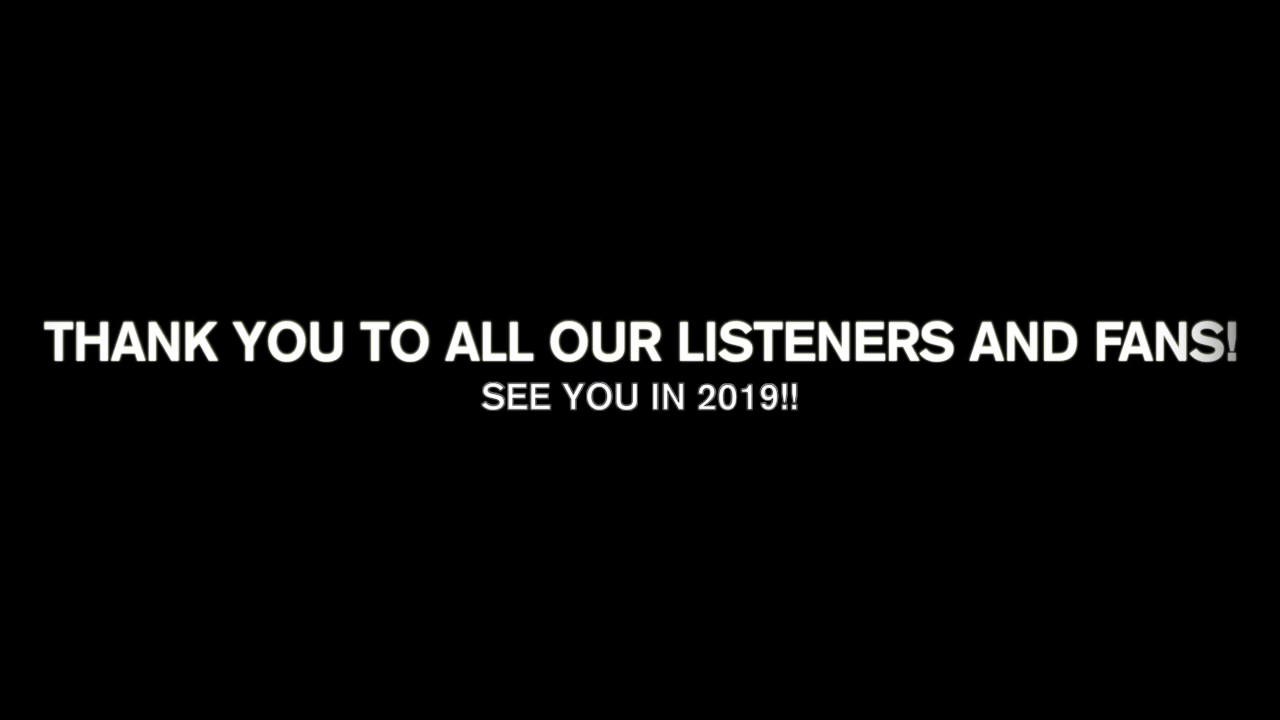 THANK YOU TO ALL OUR LISTENERS AND FANS!
SEE YOU IN 2019!!